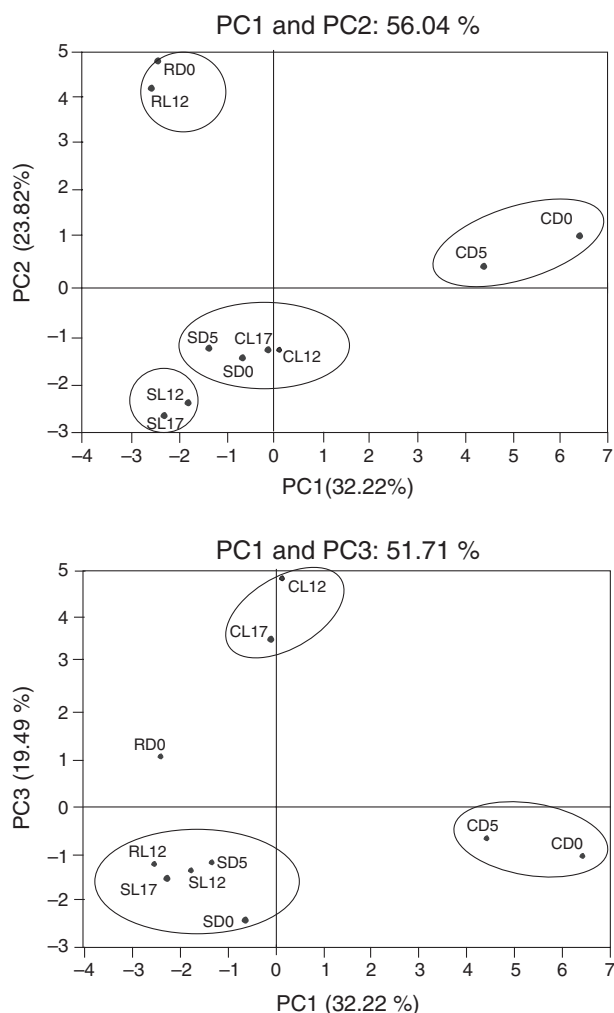 PC1 and PC2: 56.04 %
5
RD0
4
RL12
3
PC2 (23.82%)
2
1
CD0
CD5
0
–1
SD5
CL17
CL12
SD0
–2
SL12
SL17
–3
–4 –3 –2 –1 0 1 2 3 4 5 6 7
PC1(32.22%)
PC1 and PC3: 51.71 %
5
CL12
4
CL17
3
PC3 (19.49 %)
2
RD0
1
0
CD5
CD0
–1
RL12
SD5
SL17
SL12
–2
SD0
–3
–4 –3 –2 –1 0 1 2 3 4 5 6 7
PC1 (32.22 %)